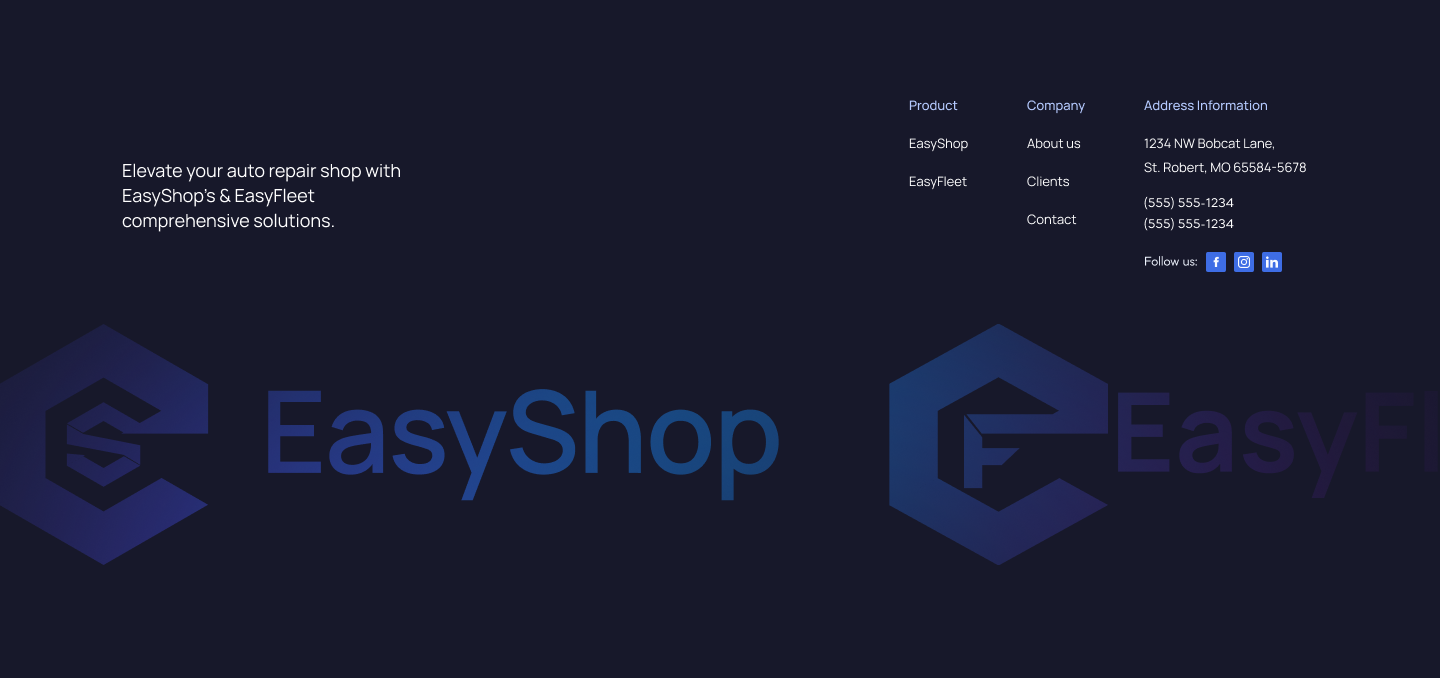 Elevate your auto repair shop with
EasyShop's & EasyFleet
comprehensive solutions.
Product
EasyShop
EasyFleet
Company
About us
Clients
Contact
Address Information
1234 NW Bobcat Lane,
St. Robert, MO 65584-5678
(555) 555-1234
(555) 555-1234
Follow us:
EasyShop
EasyFl